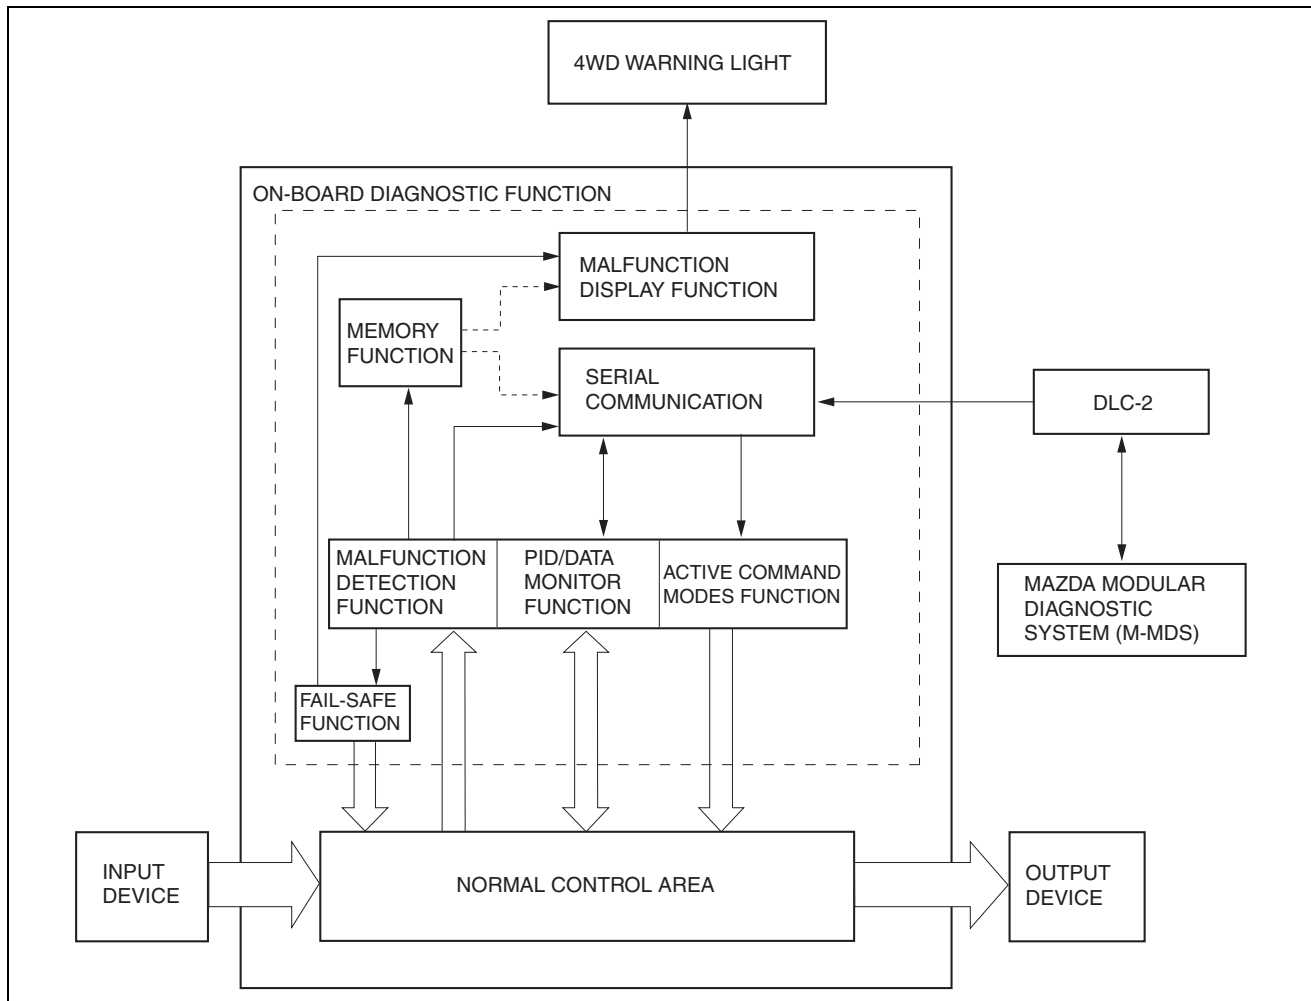 4WD WARNING LIGHT
ON-BOARD DIAGNOSTIC FUNCTION
MALFUNCTION
DISPLAY FUNCTION
MEMORY
FUNCTION
SERIAL
COMMUNICATION
DLC-2
MALFUNCTION
DETECTION
FUNCTION
PID/DATA
MONITOR
FUNCTION
ACTIVE COMMAND
MODES FUNCTION
MAZDA MODULAR
DIAGNOSTIC
SYSTEM (M-MDS)
FAIL-SAFE
FUNCTION
INPUT
DEVICE
NORMAL CONTROL AREA
OUTPUT
DEVICE